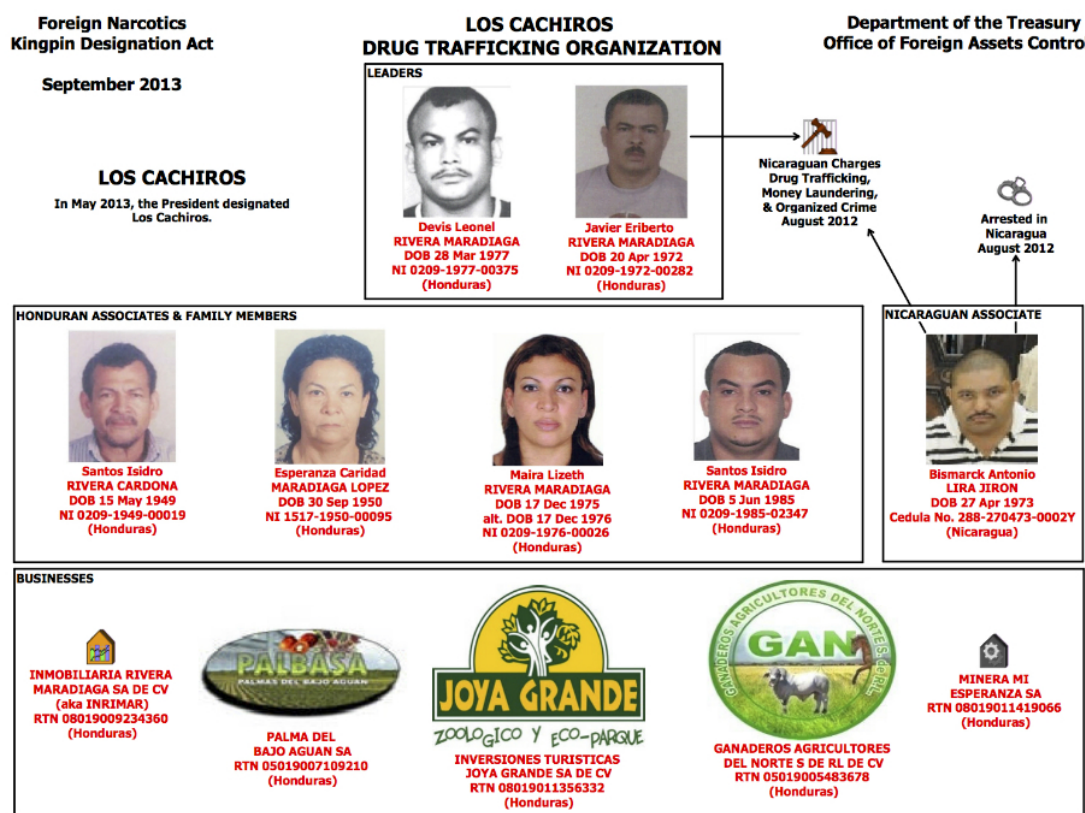 Foreign Narcotics
Kingpin Designation Act
September 2013
LOS CACHIROS
DRUG TRAFFICKING ORGANIZATION
Department of the Treasury
Office of Foreign Assets Contro
LOS CACHIROS
In May 2013, the President designated
Los Cachiros.
LEADERS
Devis Leonel
RIVERA MARADIAGA
DOB 28 Mar 1977
NI 0209-1977-00375
(Honduras)
Javier Eriberto
RIVERA MARADIAGA
DOB 20 Apr 1972
NI 0209-1972-00282
(Honduras)
Nicaraguan Charges
Drug Trafficking,
Money Laundering,
& Organized Crime
August 2012
Arrested in
Nicaragua
August 2012
HONDURAN ASSOCIATES & FAMILY MEMBERS
Santos Isidro
RIVERA CARDONA
DOB 15 May 1949
NI 0209-1949-00019
(Honduras)
Esperanza Caridad
MARADIAGA LOPEZ
DOB 30 Sep 1950
NI 1517-1950-00095
(Honduras)
Maira Lizeth
RIVERA MARADIAGA
DOB 17 Dec 1975
alt. DOB 17 Dec 1976
NI 0209-1976-00026
(Honduras)
Santos Isidro
RIVERA MARADIAGA
DOB 5 Jun 1985
NI 0209-1985-02347
(Honduras)
NICARAGUAN ASSOCIATE
Bismarck Antonio
LIRA JIRON
DOB 27 Apr 1973
Cedula No. 288-270473-0002Y
(Nicaragua)
BUSINESSES
INMOBILIARIA RIVERA
MARADIAGA SA DE CV
(aka INRIMAR)
RTN 08019009234360
(Honduras)
PALBASA
PALMAS DEL BAJO AGUAN
PALMA DEL
BAJO AGUAN SA
RTN 05019007109210
(Honduras)
JOYA GRANDE
ZOOLOGICO Y ECO-PARQUE
INVERSIONES TURISTICAS
JOYA GRANDE SA DE CV
RTN 08019011356332
(Honduras)
GANADEROS AGRICULTORES DEL NORTE S. de R.L.
GAN
GANADEROS AGRICULTORES
DEL NORTE S DE RL DE CV
RTN 05019005483678
(Honduras)
MINERA MI
ESPERANZA SA
RTN 08019011419066
(Honduras)